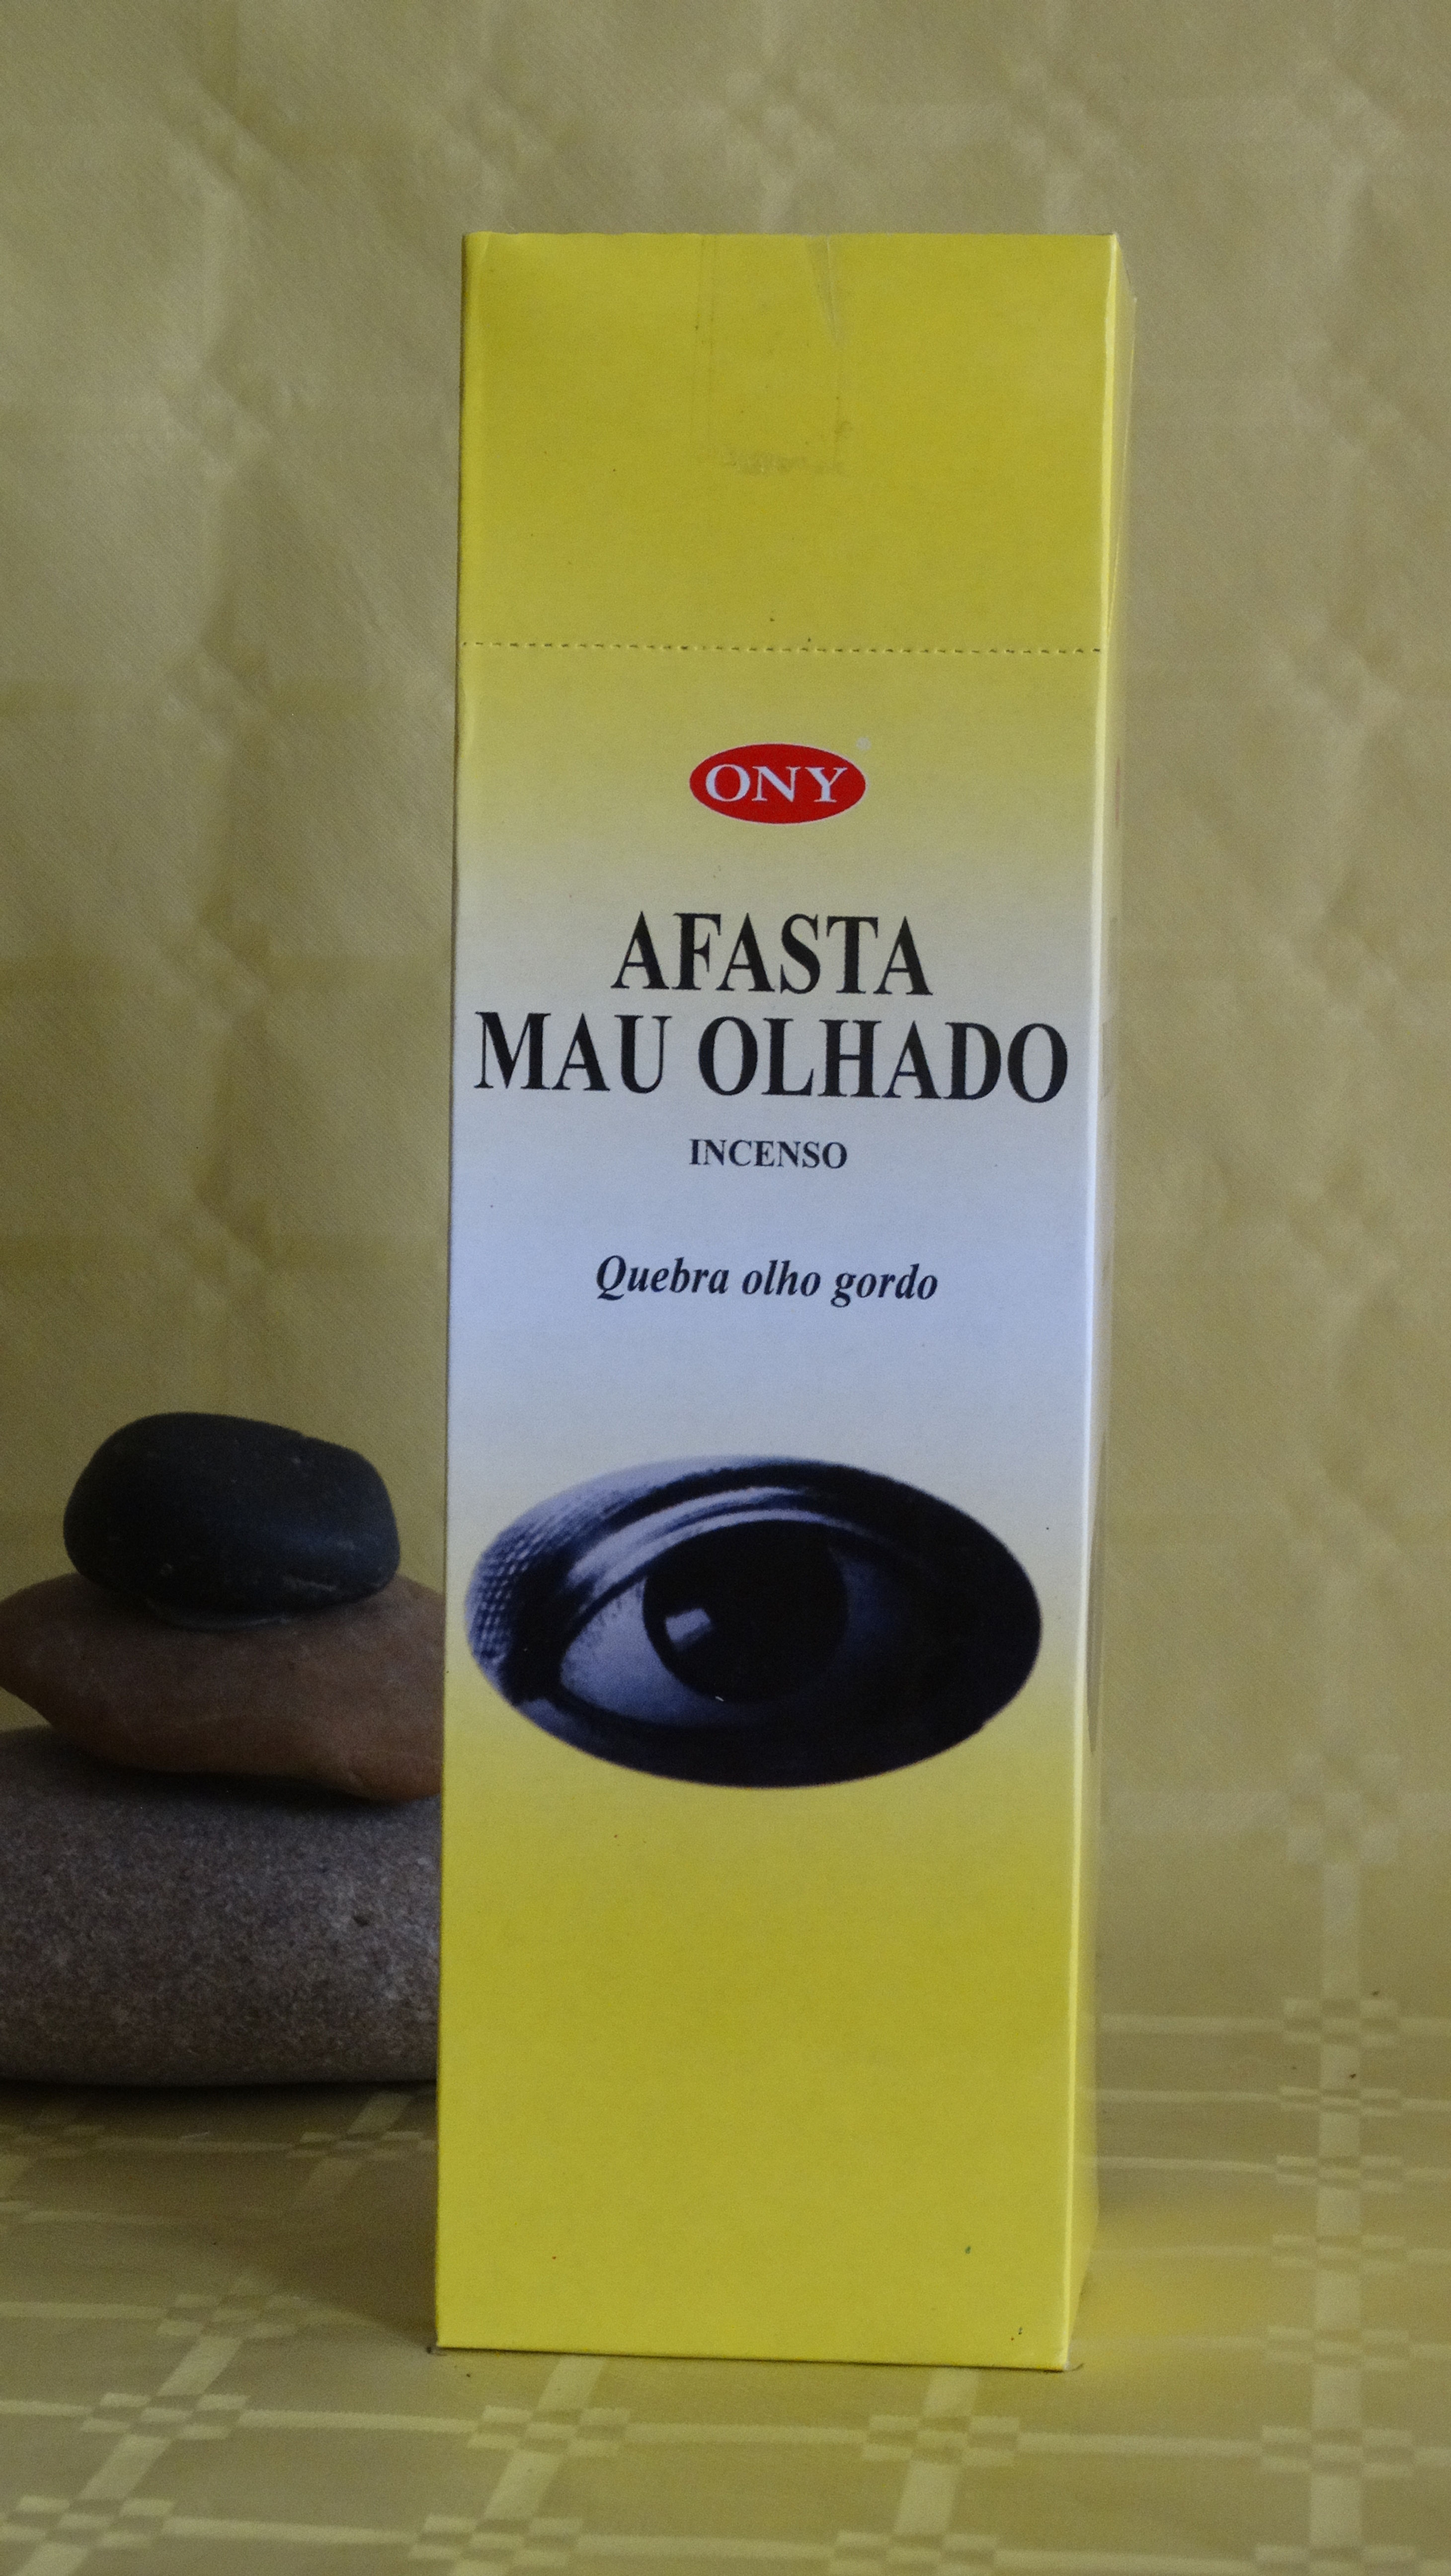 ONY
AFASTA
MAU OLHADO
INCENSO
Quebra olho gordo